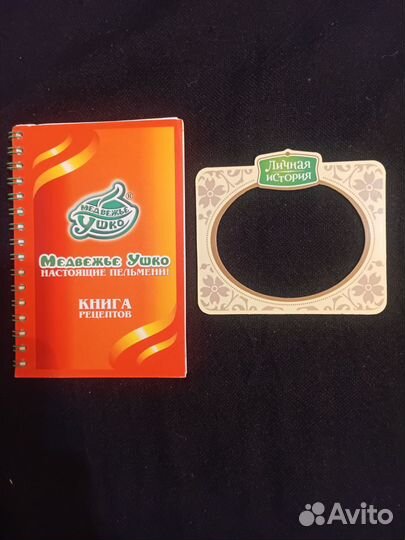 МЕДВЕЖЬЕ
УШКО
®
МЕДВЕЖЬЕ УШКО
НАСТОЯЩИЕ ПЕЛЬМЕНИ!
КНИГА
РЕЦЕПТОВ
Личная
история
Avito